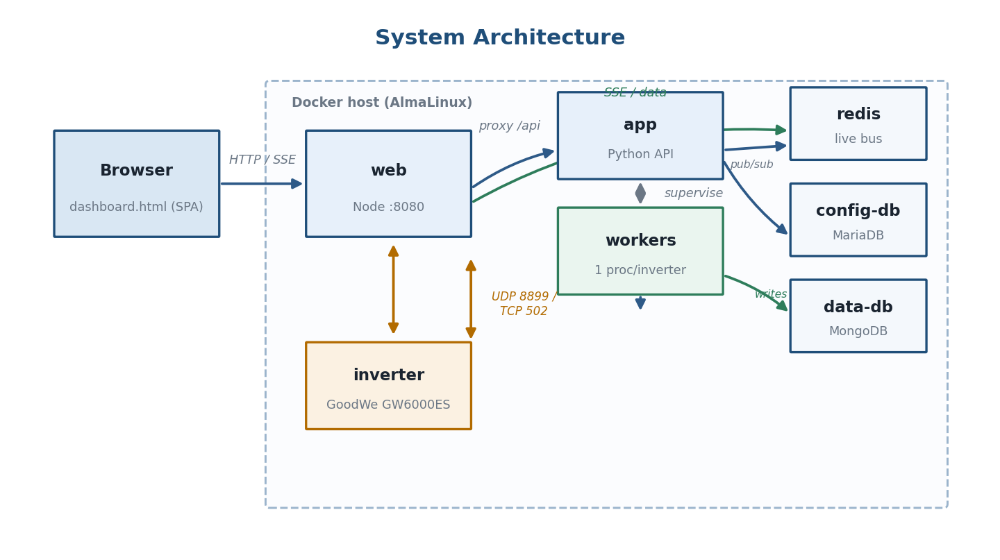 System Architecture
Docker host (AlmaLinux)
SSE / data
Browser
dashboard.html (SPA)
HTTP / SSE
web
Node :8080
proxy /api
app
Python API
redis
live bus
pub/sub
supervise
config-db
MariaDB
workers
1 proc/inverter
UDP 8899 /
TCP 502
writes
data-db
MongoDB
inverter
GoodWe GW6000ES